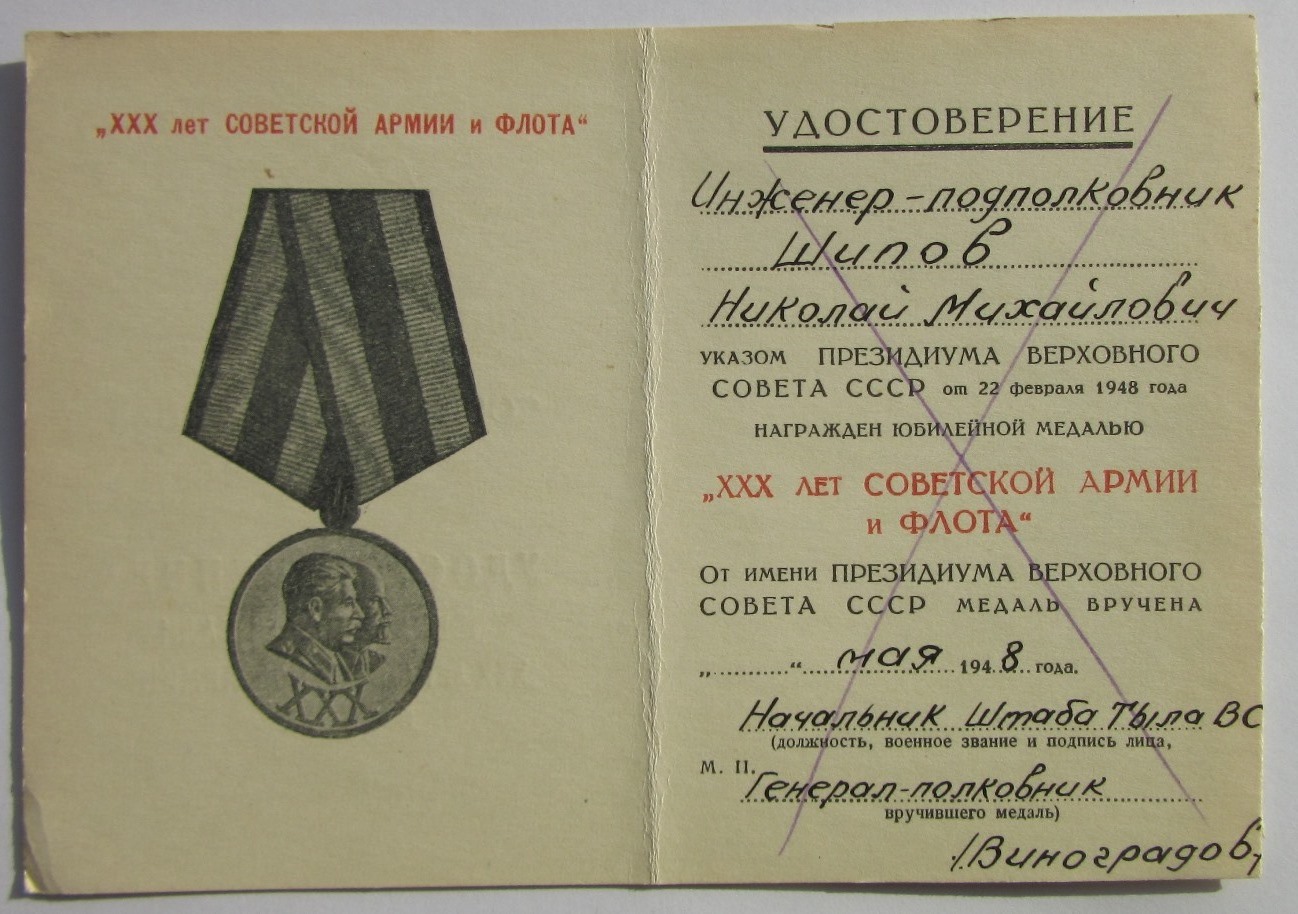 „XXX лет СОВЕТСКОЙ АРМИИ и ФЛОТА“
XXX
УДОСТОВЕРЕНИЕ
Инженер-подполковник
Шипов
Николай Михайлович
УКАЗОМ ПРЕЗИДИУМА ВЕРХОВНОГО
СОВЕТА СССР от 22 февраля 1948 года
НАГРАЖДЕН ЮБИЛЕЙНОЙ МЕДАЛЬЮ
„XXX ЛЕТ СОВЕТСКОЙ АРМИИ
и ФЛОТА“
От имени ПРЕЗИДИУМА ВЕРХОВНОГО
СОВЕТА СССР МЕДАЛЬ ВРУЧЕНА
„..........“ мая 1948 года.
Начальник Штаба Тыла ВС
(должность, военное звание и подпись лица,
М. П. Генерал-полковник
вручившего медаль)
/Виноградов/